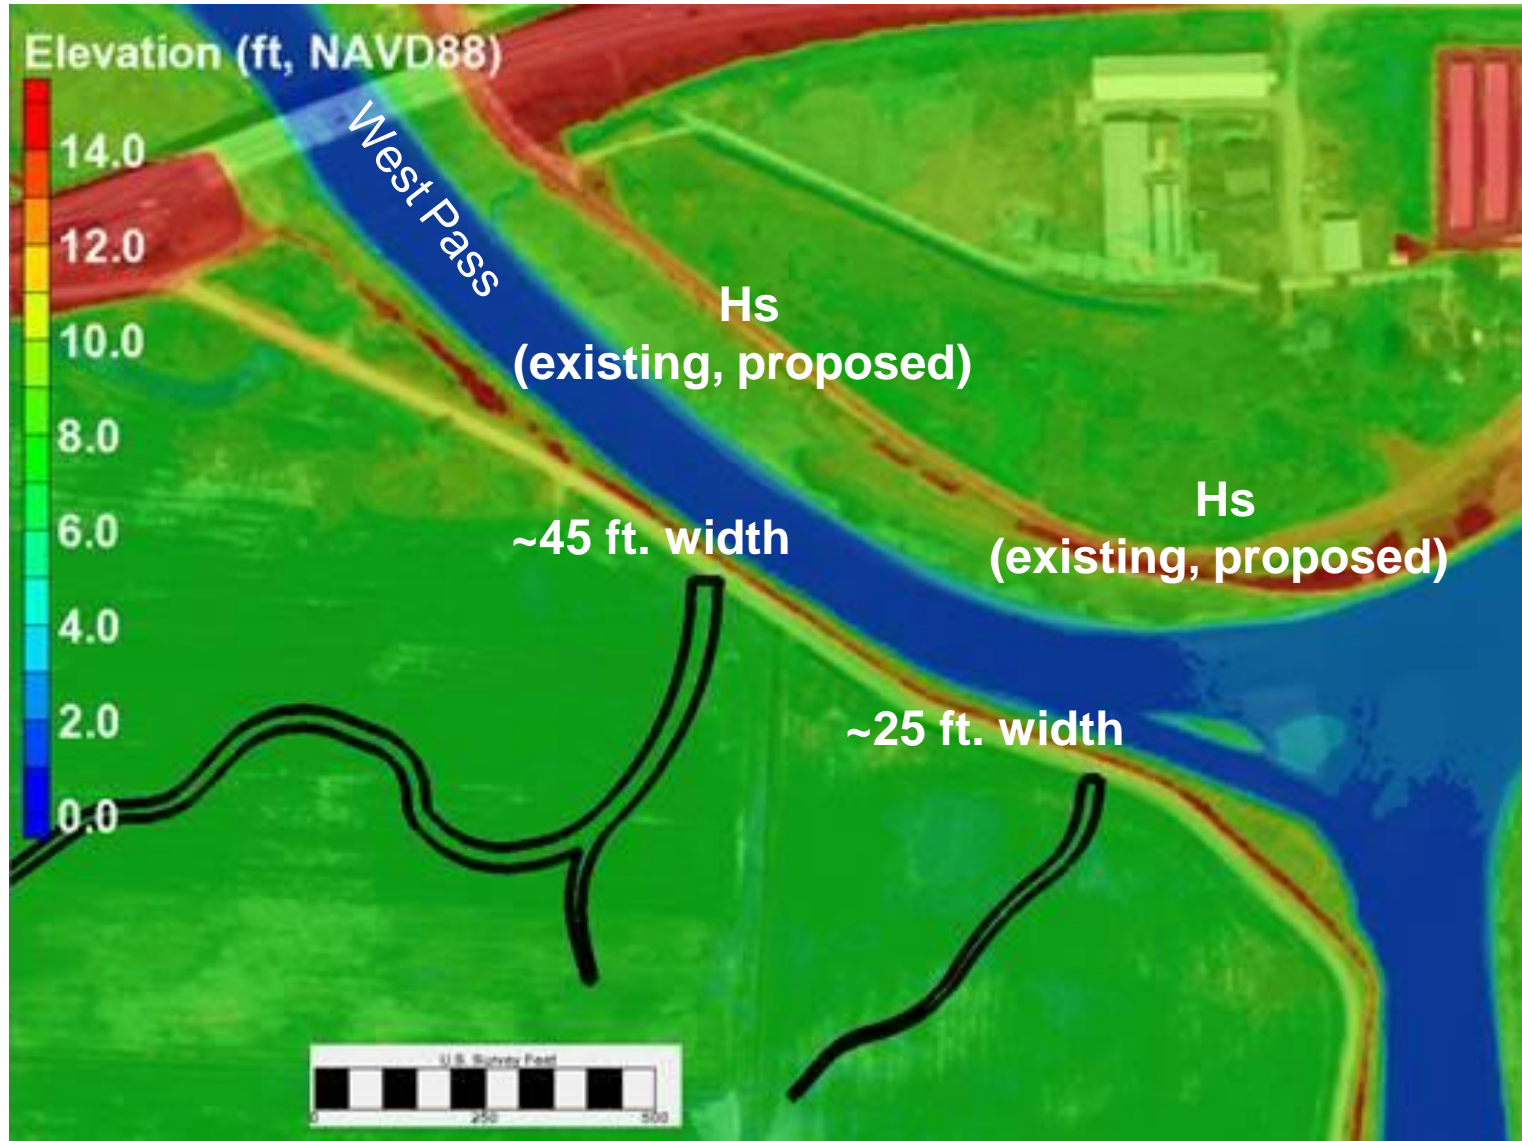 Elevation (ft, NAVD88)
14.0
12.0
10.0
8.0
6.0
4.0
2.0
0.0
West Pass
Hs
(existing, proposed)
Hs
(existing, proposed)
~45 ft. width
~25 ft. width
U.S. Survey Feet
0 250 500